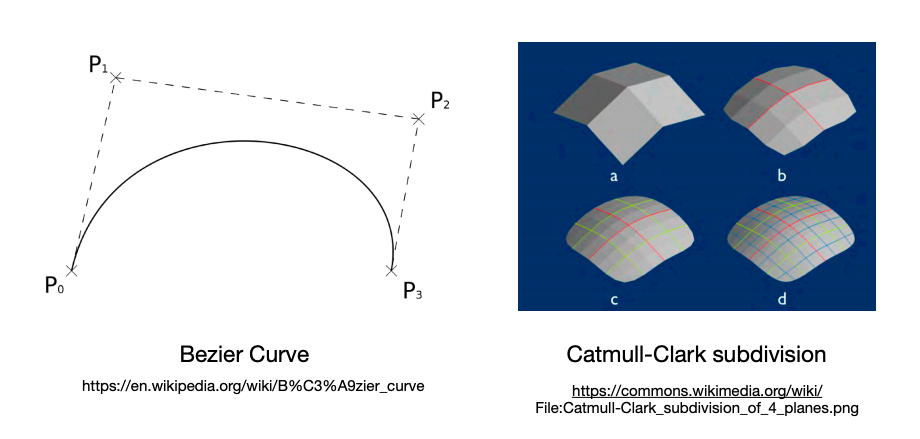 P1
P2
P0
P3
Bezier Curve
https://en.wikipedia.org/wiki/B%C3%A9zier_curve
a
b
c
d
Catmull-Clark subdivision
https://commons.wikimedia.org/wiki/
File:Catmull-Clark_subdivision_of_4_planes.png